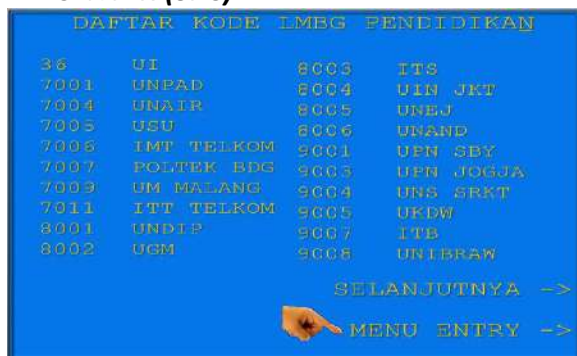 DAFTAR KODE LMBG PENDIDIKAN
36 UI 8003 ITS
7001 UNPAD 8004 UIN JKT
7004 UNAIR 8005 UNEJ
7005 USU 8006 UNAND
7006 IMT TELKOM 9001 UPN SBY
7007 POLTEK BDG 9003 UPN JOGJA
7009 UM MALANG 9004 UNS SRKT
7011 ITT TELKOM 9005 UKDW
8001 UNDIP 9007 ITB
8002 UGM 9008 UNIBRAW
SELANJUTNYA ->
MENU ENTRY ->